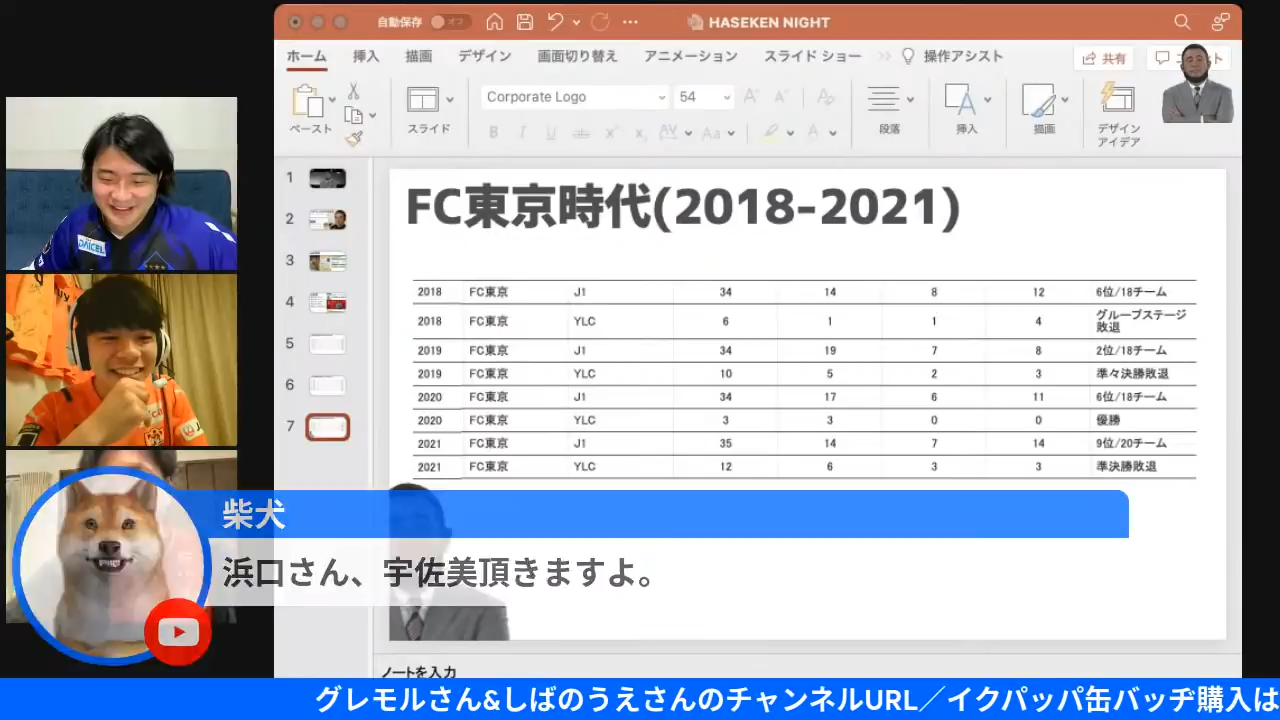 自動保存 オフ
HASEKEN NIGHT
ホーム 挿入 描画 デザイン 画面切り替え アニメーション スライド ショー 操作アシスト 共有
Corporate Logo 54
ペースト スライド 段落 挿入 描画 デザイン
アイデア
1
2
3
4
5
6
7
FC東京時代(2018-2021)
2018 FC東京 J1 34 14 8 12 6位/18チーム
2018 FC東京 YLC 6 1 1 4 グループステージ
敗退
2019 FC東京 J1 34 19 7 8 2位/18チーム
2019 FC東京 YLC 10 5 2 3 準々決勝敗退
2020 FC東京 J1 34 17 6 11 6位/18チーム
2020 FC東京 YLC 3 3 0 0 優勝
2021 FC東京 J1 35 14 7 14 9位/20チーム
2021 FC東京 YLC 12 6 3 3 準決勝敗退
DAICEL
柴犬
浜口さん、宇佐美頂きますよ。
ノートを入力
グレモルさん&しばのうえさんのチャンネルURL／イクパッパ缶バッヂ購入は